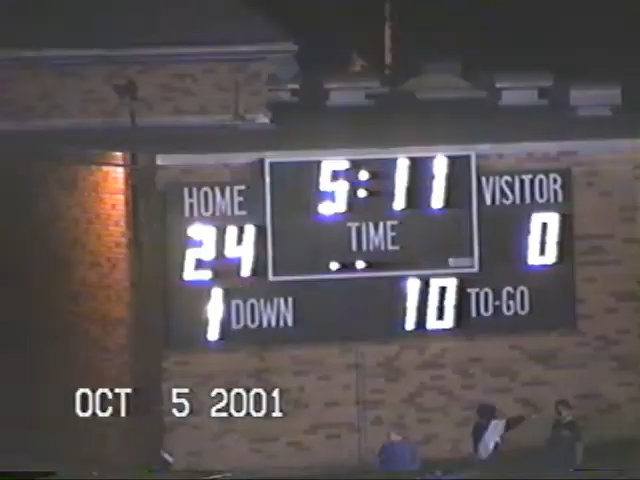 5:11
HOME
VISITOR
24
TIME
0
1 DOWN
10 TO-GO
OCT 5 2001